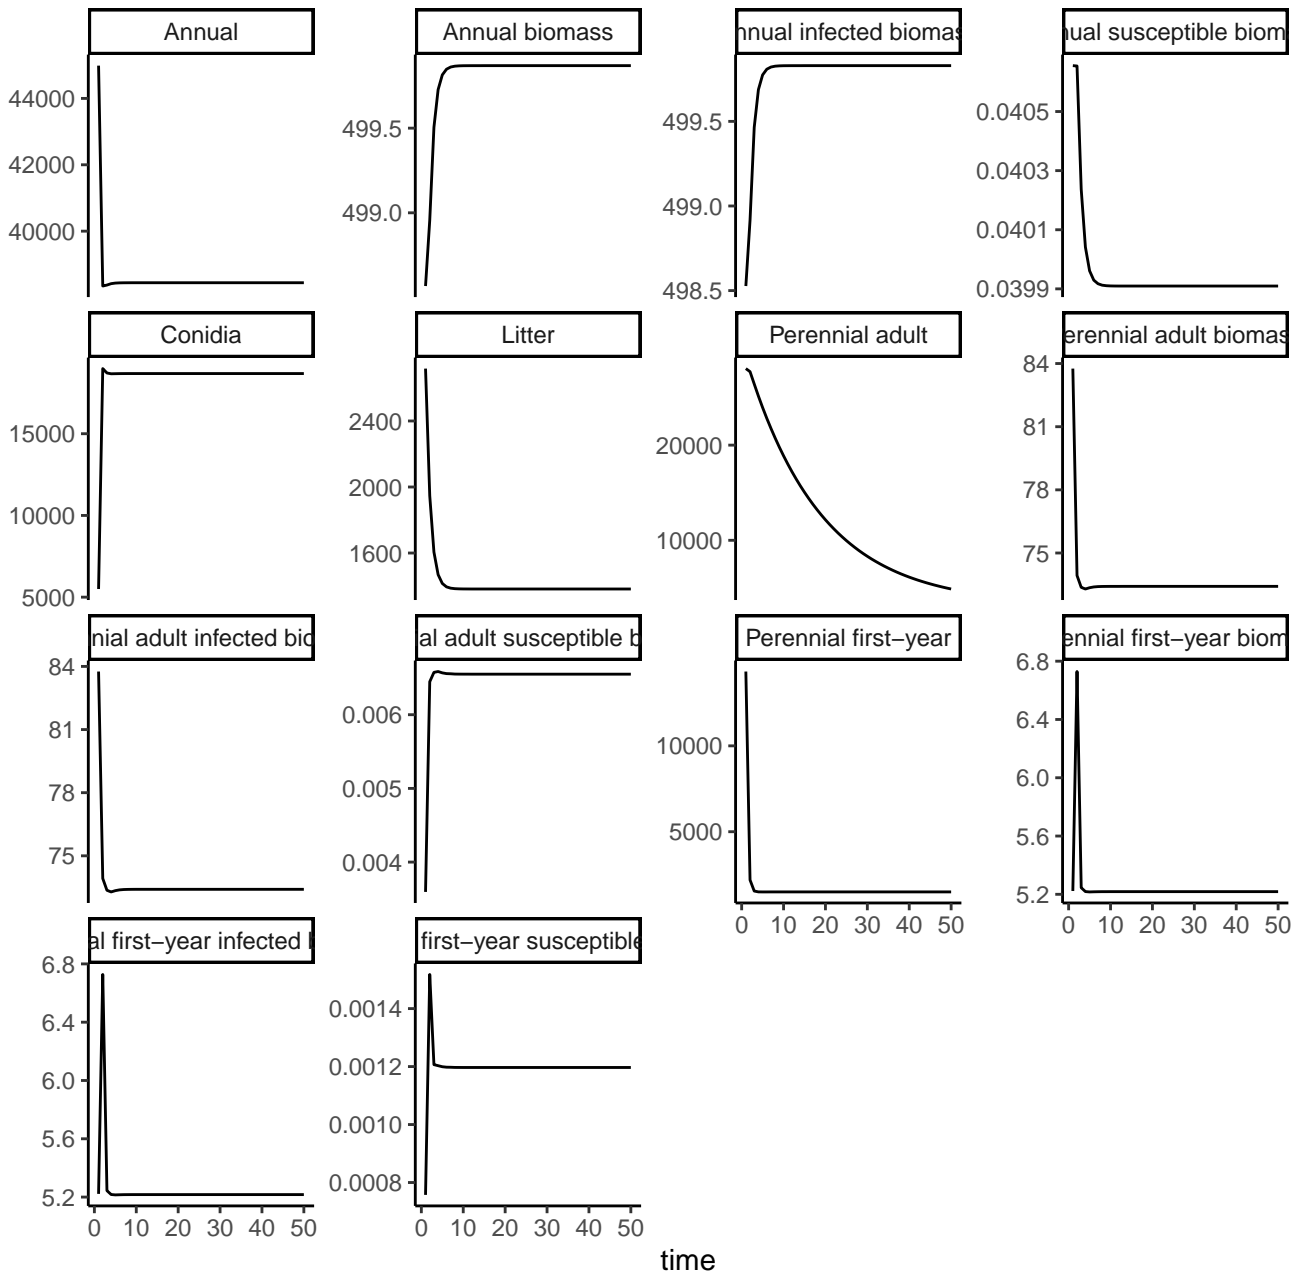 Annual
Annual biomass
nnual infected biomas
nual susceptible biom
44000
42000
40000
499.5
499.0
499.5
499.0
498.5
0.0405
0.0403
0.0401
0.0399
Conidia
Litter
Perennial adult
erennial adult biomas
15000
10000
5000
2400
2000
1600
20000
10000
84
81
78
75
nial adult infected bio
al adult susceptible b
Perennial first−year
ennial first−year biom
84
81
78
75
0.006
0.005
0.004
10000
5000
6.8
6.4
6.0
5.6
5.2
0 10 20 30 40 50
0 10 20 30 40 50
al first−year infected b
first−year susceptible
6.8
6.4
6.0
5.6
5.2
0.0014
0.0012
0.0010
0.0008
0 10 20 30 40 50
0 10 20 30 40 50
time